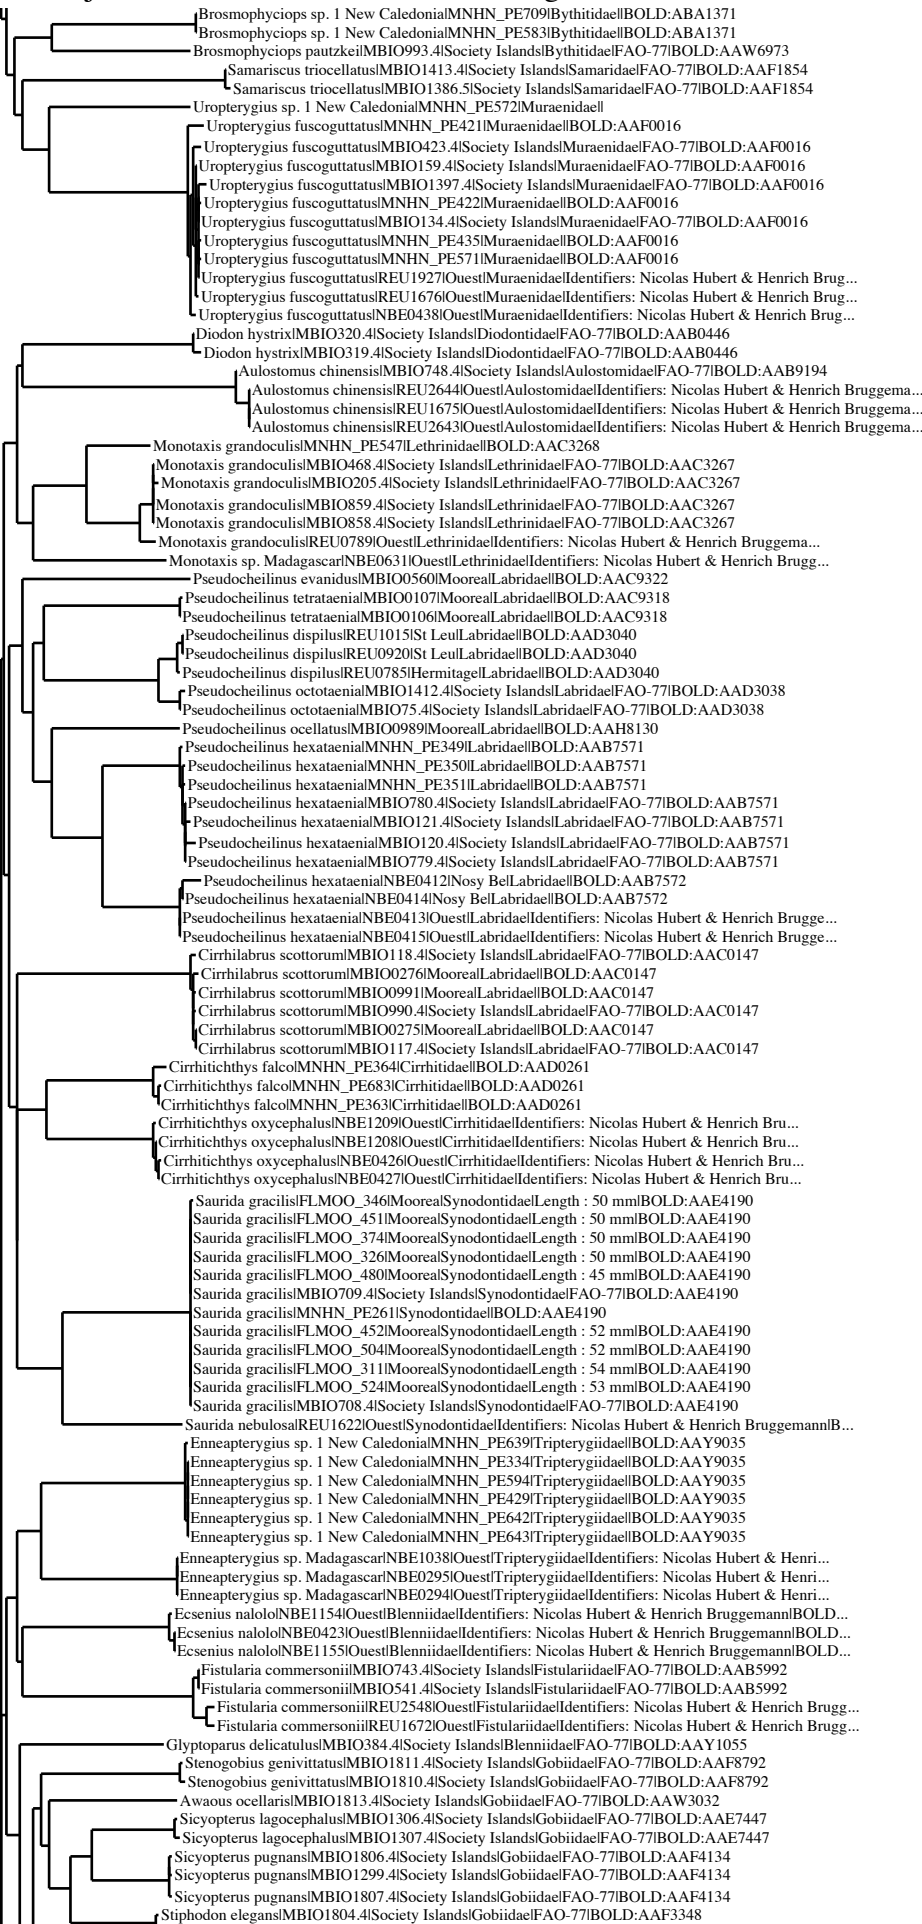 Brosmophyciops sp. 1 New Caledonia|MNHN_PE709|Bythitidae||BOLD:ABA1371
Brosmophyciops sp. 1 New Caledonia|MNHN_PE583|Bythitidae||BOLD:ABA1371
Brosmophyciops pautzkei|MBIO993.4|Society Islands|Bythitidae|FAO-77|BOLD:AAW6973
Samariscus triocellatus|MBIO1413.4|Society Islands|Samaridae|FAO-77|BOLD:AAF1854
Samariscus triocellatus|MBIO1386.5|Society Islands|Samaridae|FAO-77|BOLD:AAF1854
Uropterygius sp. 1 New Caledonia|MNHN_PE572|Muraenidae||
Uropterygius fuscoguttatus|MNHN_PE421|Muraenidae||BOLD:AAF0016
Uropterygius fuscoguttatus|MBIO423.4|Society Islands|Muraenidae|FAO-77|BOLD:AAF0016
Uropterygius fuscoguttatus|MBIO159.4|Society Islands|Muraenidae|FAO-77|BOLD:AAF0016
Uropterygius fuscoguttatus|MBIO1397.4|Society Islands|Muraenidae|FAO-77|BOLD:AAF0016
Uropterygius fuscoguttatus|MNHN_PE422|Muraenidae||BOLD:AAF0016
Uropterygius fuscoguttatus|MBIO134.4|Society Islands|Muraenidae|FAO-77|BOLD:AAF0016
Uropterygius fuscoguttatus|MNHN_PE435|Muraenidae||BOLD:AAF0016
Uropterygius fuscoguttatus|MNHN_PE571|Muraenidae||BOLD:AAF0016
Uropterygius fuscoguttatus|REU1927|Ouest|Muraenidae|Identifiers: Nicolas Hubert & Henrich Brug...
Uropterygius fuscoguttatus|REU1676|Ouest|Muraenidae|Identifiers: Nicolas Hubert & Henrich Brug...
Uropterygius fuscoguttatus|NBE0438|Ouest|Muraenidae|Identifiers: Nicolas Hubert & Henrich Brug...
Diodon hystrix|MBIO320.4|Society Islands|Diodontidae|FAO-77|BOLD:AAB0446
Diodon hystrix|MBIO319.4|Society Islands|Diodontidae|FAO-77|BOLD:AAB0446
Aulostomus chinensis|MBIO748.4|Society Islands|Aulostomidae|FAO-77|BOLD:AAB9194
Aulostomus chinensis|REU2644|Ouest|Aulostomidae|Identifiers: Nicolas Hubert & Henrich Bruggema...
Aulostomus chinensis|REU1675|Ouest|Aulostomidae|Identifiers: Nicolas Hubert & Henrich Bruggema...
Aulostomus chinensis|REU2643|Ouest|Aulostomidae|Identifiers: Nicolas Hubert & Henrich Bruggema...
Monotaxis grandoculis|MNHN_PE547|Lethrinidae||BOLD:AAC3268
Monotaxis grandoculis|MBIO468.4|Society Islands|Lethrinidae|FAO-77|BOLD:AAC3267
Monotaxis grandoculis|MBIO205.4|Society Islands|Lethrinidae|FAO-77|BOLD:AAC3267
Monotaxis grandoculis|MBIO859.4|Society Islands|Lethrinidae|FAO-77|BOLD:AAC3267
Monotaxis grandoculis|MBIO858.4|Society Islands|Lethrinidae|FAO-77|BOLD:AAC3267
Monotaxis grandoculis|REU0789|Ouest|Lethrinidae|Identifiers: Nicolas Hubert & Henrich Bruggema...
Monotaxis sp. Madagascar|NBE0631|Ouest|Lethrinidae|Identifiers: Nicolas Hubert & Henrich Brugg...
Pseudocheilinus evanidus|MBIO0560|Moorea|Labridae||BOLD:AAC9322
Pseudocheilinus tetrataenia|MBIO0107|Moorea|Labridae||BOLD:AAC9318
Pseudocheilinus tetrataenia|MBIO0106|Moorea|Labridae||BOLD:AAC9318
Pseudocheilinus dispilus|REU1015|St Leu|Labridae||BOLD:AAD3040
Pseudocheilinus dispilus|REU0920|St Leu|Labridae||BOLD:AAD3040
Pseudocheilinus dispilus|REU0785|Hermitage|Labridae||BOLD:AAD3040
Pseudocheilinus octotaenia|MBIO1412.4|Society Islands|Labridae|FAO-77|BOLD:AAD3038
Pseudocheilinus octotaenia|MBIO75.4|Society Islands|Labridae|FAO-77|BOLD:AAD3038
Pseudocheilinus ocellatus|MBIO0989|Moorea|Labridae||BOLD:AAH8130
Pseudocheilinus hexataenia|MNHN_PE349|Labridae||BOLD:AAB7571
Pseudocheilinus hexataenia|MNHN_PE350|Labridae||BOLD:AAB7571
Pseudocheilinus hexataenia|MNHN_PE351|Labridae||BOLD:AAB7571
Pseudocheilinus hexataenia|MBIO780.4|Society Islands|Labridae|FAO-77|BOLD:AAB7571
Pseudocheilinus hexataenia|MBIO121.4|Society Islands|Labridae|FAO-77|BOLD:AAB7571
Pseudocheilinus hexataenia|MBIO120.4|Society Islands|Labridae|FAO-77|BOLD:AAB7571
Pseudocheilinus hexataenia|MBIO779.4|Society Islands|Labridae|FAO-77|BOLD:AAB7571
Pseudocheilinus hexataenia|NBE0412|Nosy Be|Labridae||BOLD:AAB7572
Pseudocheilinus hexataenia|NBE0414|Nosy Be|Labridae||BOLD:AAB7572
Pseudocheilinus hexataenia|NBE0413|Ouest|Labridae|Identifiers: Nicolas Hubert & Henrich Brugge...
Pseudocheilinus hexataenia|NBE0415|Ouest|Labridae|Identifiers: Nicolas Hubert & Henrich Brugge...
Cirrhilabrus scottorum|MBIO118.4|Society Islands|Labridae|FAO-77|BOLD:AAC0147
Cirrhilabrus scottorum|MBIO0276|Moorea|Labridae||BOLD:AAC0147
Cirrhilabrus scottorum|MBIO0991|Moorea|Labridae||BOLD:AAC0147
Cirrhilabrus scottorum|MBIO990.4|Society Islands|Labridae|FAO-77|BOLD:AAC0147
Cirrhilabrus scottorum|MBIO0275|Moorea|Labridae||BOLD:AAC0147
Cirrhilabrus scottorum|MBIO117.4|Society Islands|Labridae|FAO-77|BOLD:AAC0147
Cirrhitichthys falco|MNHN_PE364|Cirrhitidae||BOLD:AAD0261
Cirrhitichthys falco|MNHN_PE683|Cirrhitidae||BOLD:AAD0261
Cirrhitichthys falco|MNHN_PE363|Cirrhitidae||BOLD:AAD0261
Cirrhitichthys oxycephalus|NBE1209|Ouest|Cirrhitidae|Identifiers: Nicolas Hubert & Henrich Bru...
Cirrhitichthys oxycephalus|NBE1208|Ouest|Cirrhitidae|Identifiers: Nicolas Hubert & Henrich Bru...
Cirrhitichthys oxycephalus|NBE0426|Ouest|Cirrhitidae|Identifiers: Nicolas Hubert & Henrich Bru...
Cirrhitichthys oxycephalus|NBE0427|Ouest|Cirrhitidae|Identifiers: Nicolas Hubert & Henrich Bru...
Saurida gracilis|FLMOO_346|Moorea|Synodontidae|Length : 50 mm|BOLD:AAE4190
Saurida gracilis|FLMOO_451|Moorea|Synodontidae|Length : 50 mm|BOLD:AAE4190
Saurida gracilis|FLMOO_374|Moorea|Synodontidae|Length : 50 mm|BOLD:AAE4190
Saurida gracilis|FLMOO_326|Moorea|Synodontidae|Length : 50 mm|BOLD:AAE4190
Saurida gracilis|FLMOO_480|Moorea|Synodontidae|Length : 45 mm|BOLD:AAE4190
Saurida gracilis|MBIO709.4|Society Islands|Synodontidae|FAO-77|BOLD:AAE4190
Saurida gracilis|MNHN_PE261|Synodontidae||BOLD:AAE4190
Saurida gracilis|FLMOO_452|Moorea|Synodontidae|Length : 52 mm|BOLD:AAE4190
Saurida gracilis|FLMOO_504|Moorea|Synodontidae|Length : 52 mm|BOLD:AAE4190
Saurida gracilis|FLMOO_311|Moorea|Synodontidae|Length : 54 mm|BOLD:AAE4190
Saurida gracilis|FLMOO_524|Moorea|Synodontidae|Length : 53 mm|BOLD:AAE4190
Saurida gracilis|MBIO708.4|Society Islands|Synodontidae|FAO-77|BOLD:AAE4190
Saurida nebulosa|REU1622|Ouest|Synodontidae|Identifiers: Nicolas Hubert & Henrich Bruggemann|B...
Enneapterygius sp. 1 New Caledonia|MNHN_PE639|Tripterygiidae||BOLD:AAY9035
Enneapterygius sp. 1 New Caledonia|MNHN_PE334|Tripterygiidae||BOLD:AAY9035
Enneapterygius sp. 1 New Caledonia|MNHN_PE594|Tripterygiidae||BOLD:AAY9035
Enneapterygius sp. 1 New Caledonia|MNHN_PE429|Tripterygiidae||BOLD:AAY9035
Enneapterygius sp. 1 New Caledonia|MNHN_PE642|Tripterygiidae||BOLD:AAY9035
Enneapterygius sp. 1 New Caledonia|MNHN_PE643|Tripterygiidae||BOLD:AAY9035
Enneapterygius sp. Madagascar|NBE1038|Ouest|Tripterygiidae|Identifiers: Nicolas Hubert & Henri...
Enneapterygius sp. Madagascar|NBE0295|Ouest|Tripterygiidae|Identifiers: Nicolas Hubert & Henri...
Enneapterygius sp. Madagascar|NBE0294|Ouest|Tripterygiidae|Identifiers: Nicolas Hubert & Henri...
Ecsenius nalolo|NBE1154|Ouest|Blenniidae|Identifiers: Nicolas Hubert & Henrich Bruggemann|BOLD...
Ecsenius nalolo|NBE0423|Ouest|Blenniidae|Identifiers: Nicolas Hubert & Henrich Bruggemann|BOLD...
Ecsenius nalolo|NBE1155|Ouest|Blenniidae|Identifiers: Nicolas Hubert & Henrich Bruggemann|BOLD...
Fistularia commersonii|MBIO743.4|Society Islands|Fistulariidae|FAO-77|BOLD:AAB5992
Fistularia commersonii|MBIO541.4|Society Islands|Fistulariidae|FAO-77|BOLD:AAB5992
Fistularia commersonii|REU2548|Ouest|Fistulariidae|Identifiers: Nicolas Hubert & Henrich Brugg...
Fistularia commersonii|REU1672|Ouest|Fistulariidae|Identifiers: Nicolas Hubert & Henrich Brugg...
Glyptoparus delicatulus|MBIO384.4|Society Islands|Blenniidae|FAO-77|BOLD:AAY1055
Stenogobius genivittatus|MBIO1811.4|Society Islands|Gobiidae|FAO-77|BOLD:AAF8792
Stenogobius genivittatus|MBIO1810.4|Society Islands|Gobiidae|FAO-77|BOLD:AAF8792
Awaous ocellaris|MBIO1813.4|Society Islands|Gobiidae|FAO-77|BOLD:AAW3032
Sicyopterus lagocephalus|MBIO1306.4|Society Islands|Gobiidae|FAO-77|BOLD:AAE7447
Sicyopterus lagocephalus|MBIO1307.4|Society Islands|Gobiidae|FAO-77|BOLD:AAE7447
Sicyopterus pugnans|MBIO1806.4|Society Islands|Gobiidae|FAO-77|BOLD:AAF4134
Sicyopterus pugnans|MBIO1299.4|Society Islands|Gobiidae|FAO-77|BOLD:AAF4134
Sicyopterus pugnans|MBIO1807.4|Society Islands|Gobiidae|FAO-77|BOLD:AAF4134
Stiphodon elegans|MBIO1804.4|Society Islands|Gobiidae|FAO-77|BOLD:AAF3348